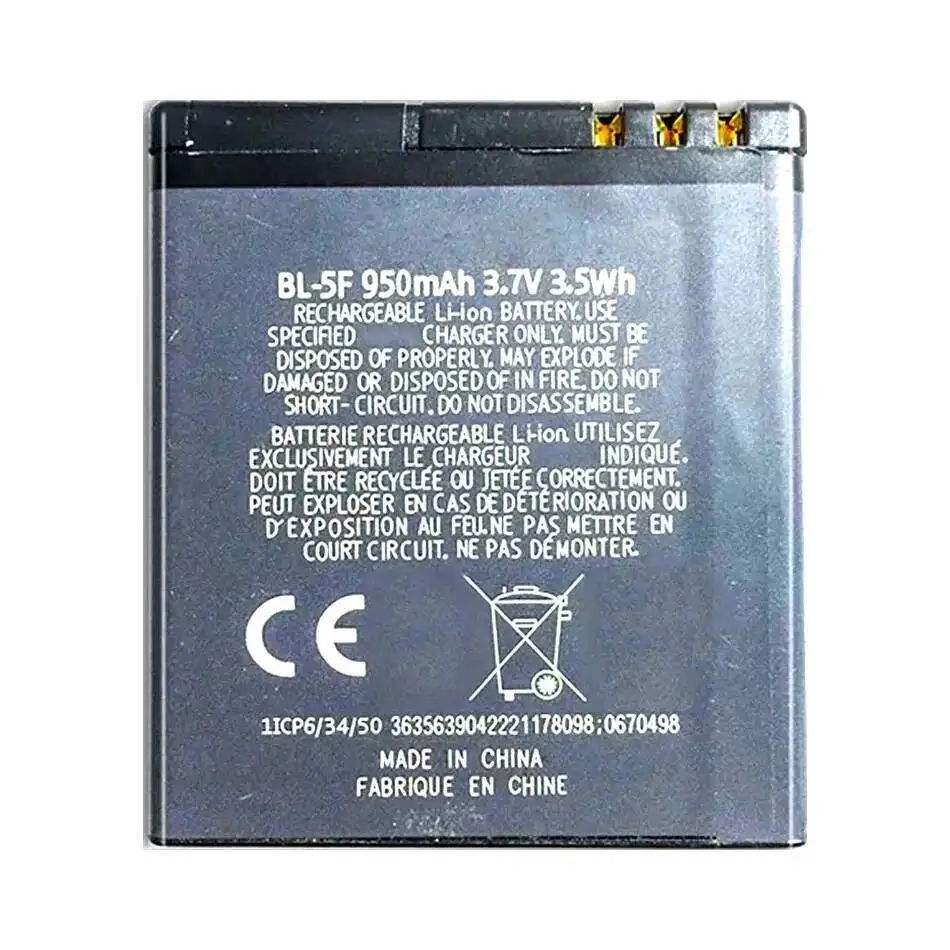 BL-5F 950mAh 3.7V 3.5Wh
RECHARGEABLE Li-Ion BATTERY. USE
SPECIFIED CHARGER ONLY. MUST BE
DISPOSED OF PROPERLY. MAY EXPLODE IF
DAMAGED OR DISPOSED OF IN FIRE. DO NOT
SHORT- CIRCUIT. DO NOT DISASSEMBLE.
BATTERIE RECHARGEABLE Li-ion. UTILISEZ
EXCLUSIVEMENT LE CHARGEUR INDIQUÉ.
DOIT ÊTRE RECYCLÉE OU JETÉE CORRECTEMENT.
PEUT EXPLOSER EN CAS DE DÉTÉRIORATION OU
D'EXPOSITION AU FEU.NE PAS METTRE EN
COURT CIRCUIT. NE PAS DÉMONTER.
CE
1ICP6/34/50 3635639042221178098;0670498
MADE IN CHINA
FABRIQUE EN CHINE